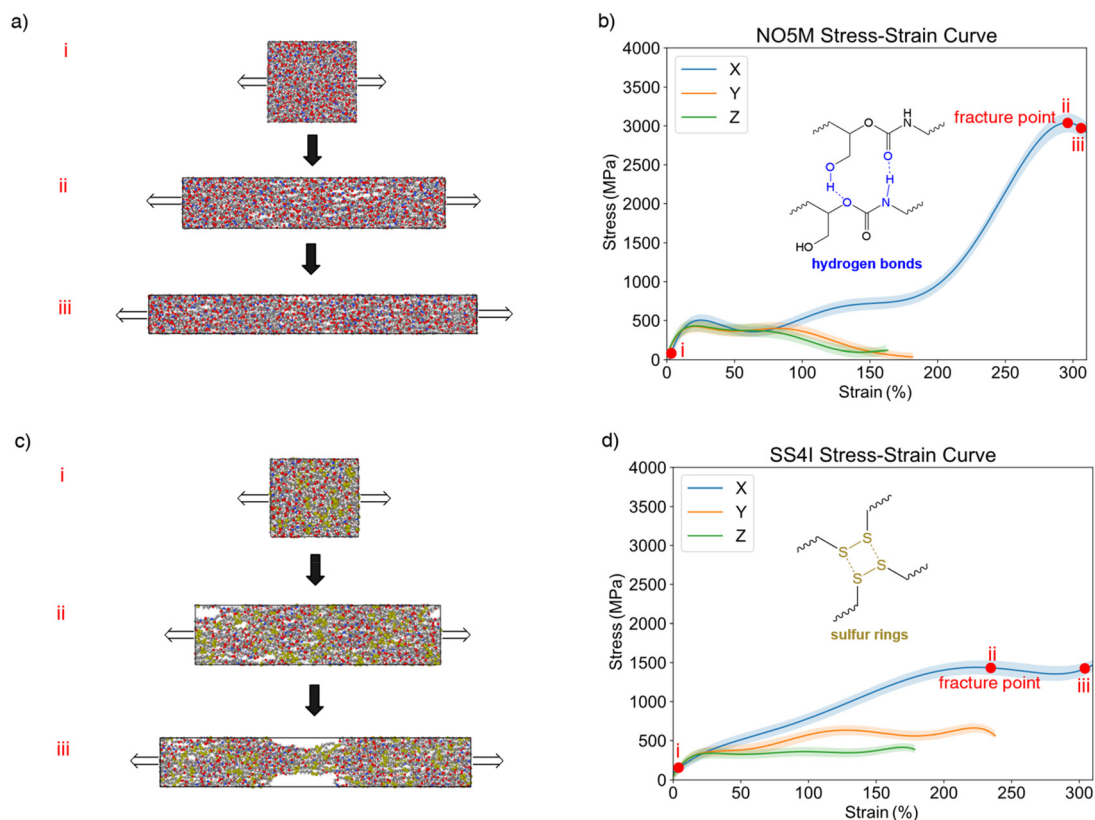 a)
i
ii
iii
b)
NO5M Stress-Strain Curve
Stress (MPa)
4000
3500
3000
2500
2000
1500
1000
500
0
X
Y
Z
fracture point
ii
iii
i
H
O
N
O
O
H
H
O
O
N
HO
O
hydrogen bonds
0
50
100
150
200
250
300
Strain (%)
c)
i
ii
iii
d)
SS4I Stress-Strain Curve
Stress (MPa)
4000
3500
3000
2500
2000
1500
1000
500
0
X
Y
Z
S
S
S
S
sulfur rings
i
ii
fracture point
iii
0
50
100
150
200
250
300
Strain (%)